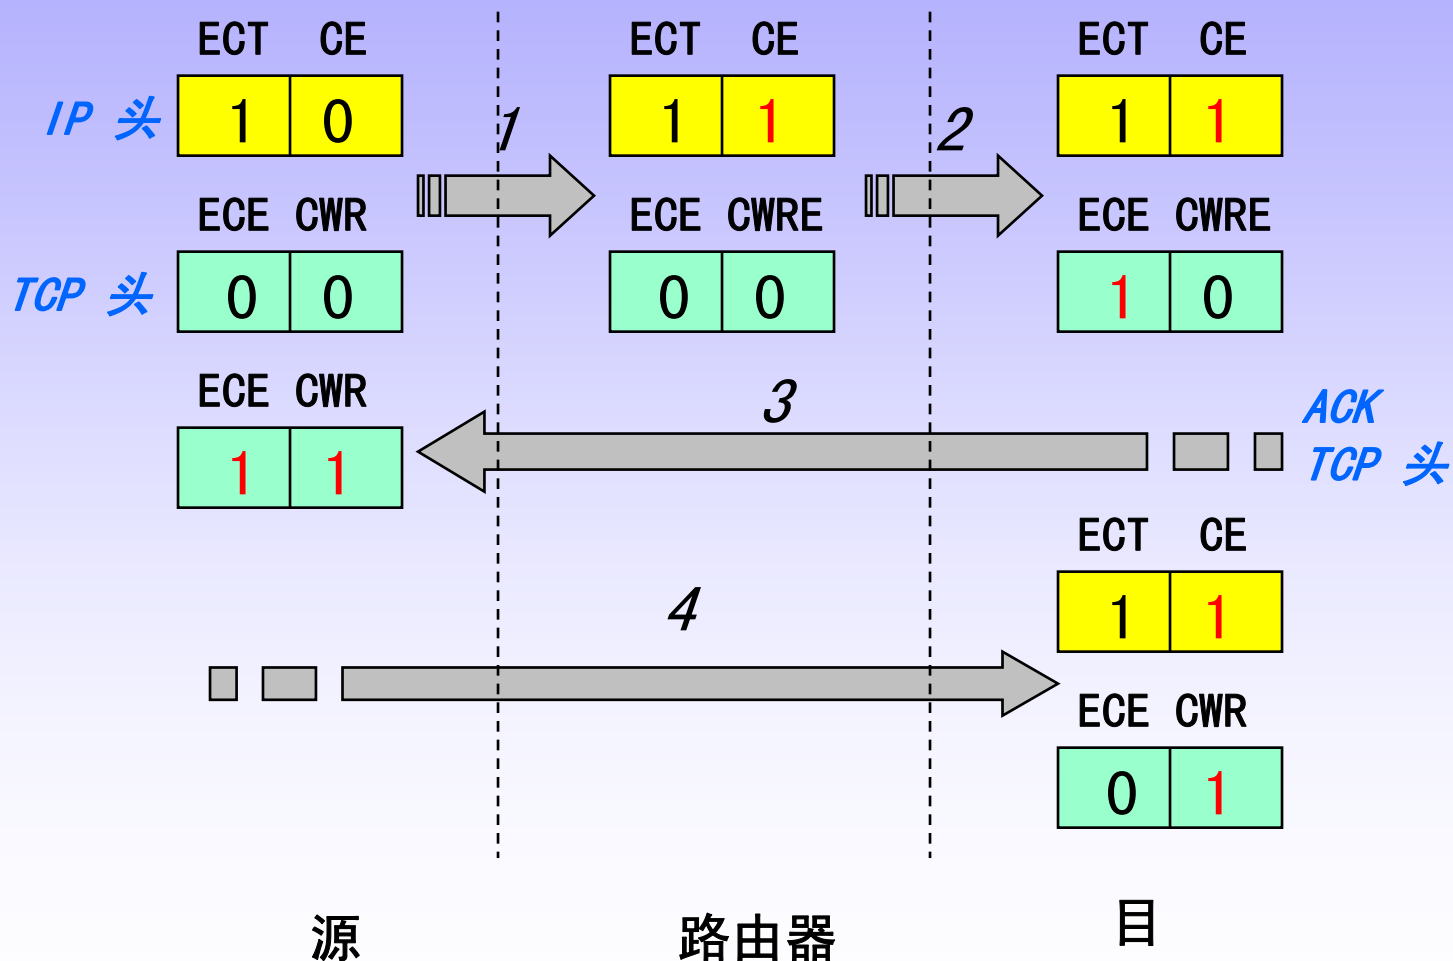 ECT CE ECT CE ECT CE
IP 头 1 0 1 1 1 1
1 2
ECE CWR ECE CWRE ECE CWRE
TCP 头 0 0 0 0 1 0
ECE CWR
1 1
3
ACK
TCP 头
ECT CE
1 1
4
ECE CWR
0 1
源 路由器 目